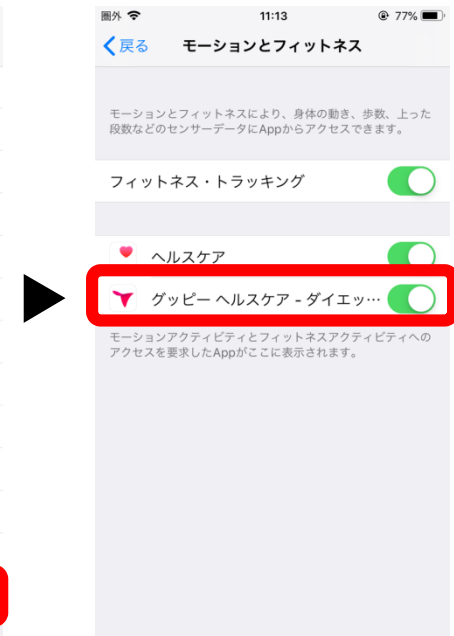 圏外 11:13 77%
戻る モーションとフィットネス
モーションとフィットネスにより、身体の動き、歩数、上った
段数などのセンサーデータにAppからアクセスできます。
フィットネス・トラッキング
ヘルスケア
グッピー ヘルスケア - ダイエッ…
モーションアクティビティとフィットネスアクティビティへの
アクセスを要求したAppがここに表示されます。